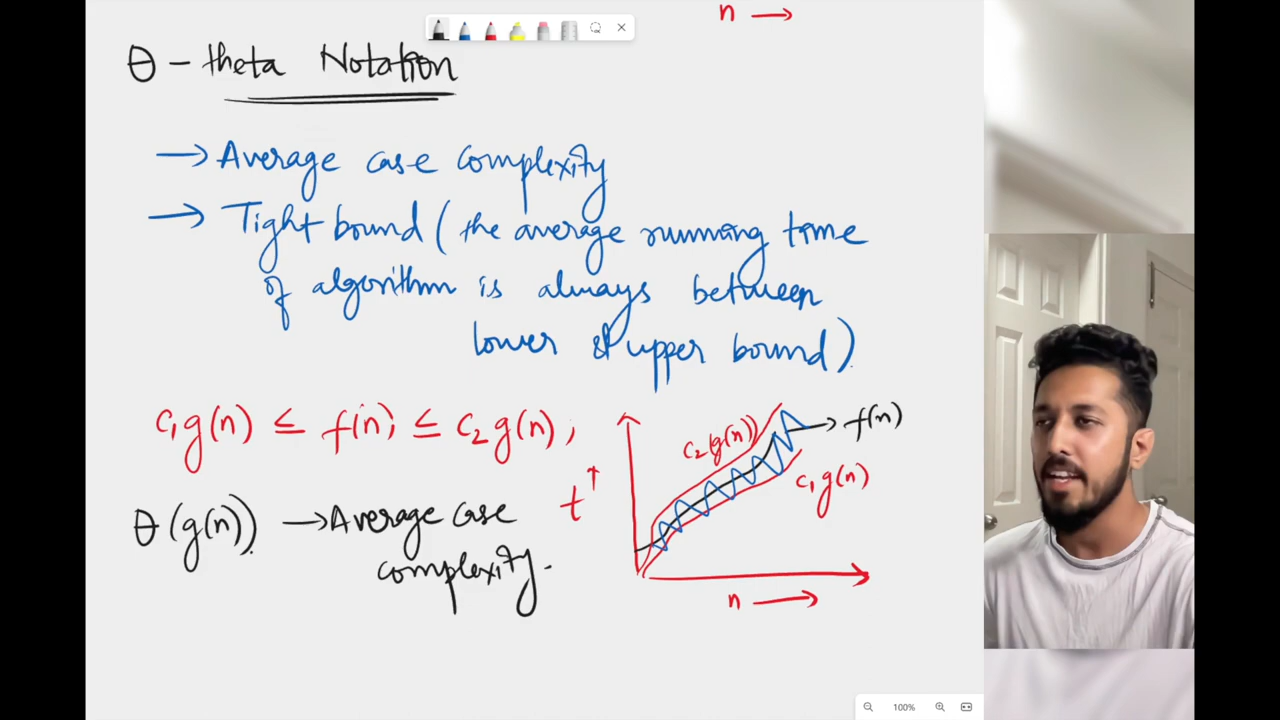 n →
θ - theta Notation
→ Average case complexity
→ Tight bound (the average running time
of algorithm is always between
lower & upper bound).
c₁g(n) ≤ f(n) ≤ c₂g(n),
θ(g(n)). → Average case
complexity.
t ↑
c₂(g(n))
→ f(n)
c₁g(n)
n →
100%